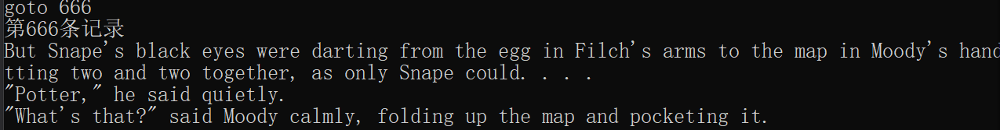 goto 666
第666条记录
But Snape's black eyes were darting from the egg in Filch's arms to the map in Moody's hand
tting two and two together, as only Snape could. . . .
"Potter," he said quietly.
"What's that?" said Moody calmly, folding up the map and pocketing it.